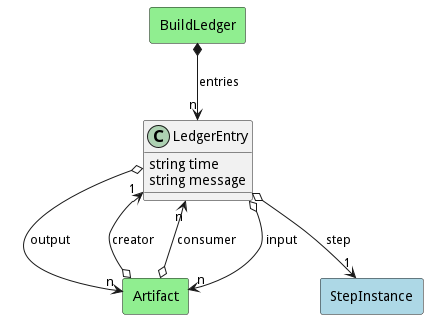 BuildLedger
entries
n
C LedgerEntry
string time
string message
1
n
output
creator
consumer
input
step
n
n
1
Artifact
StepInstance